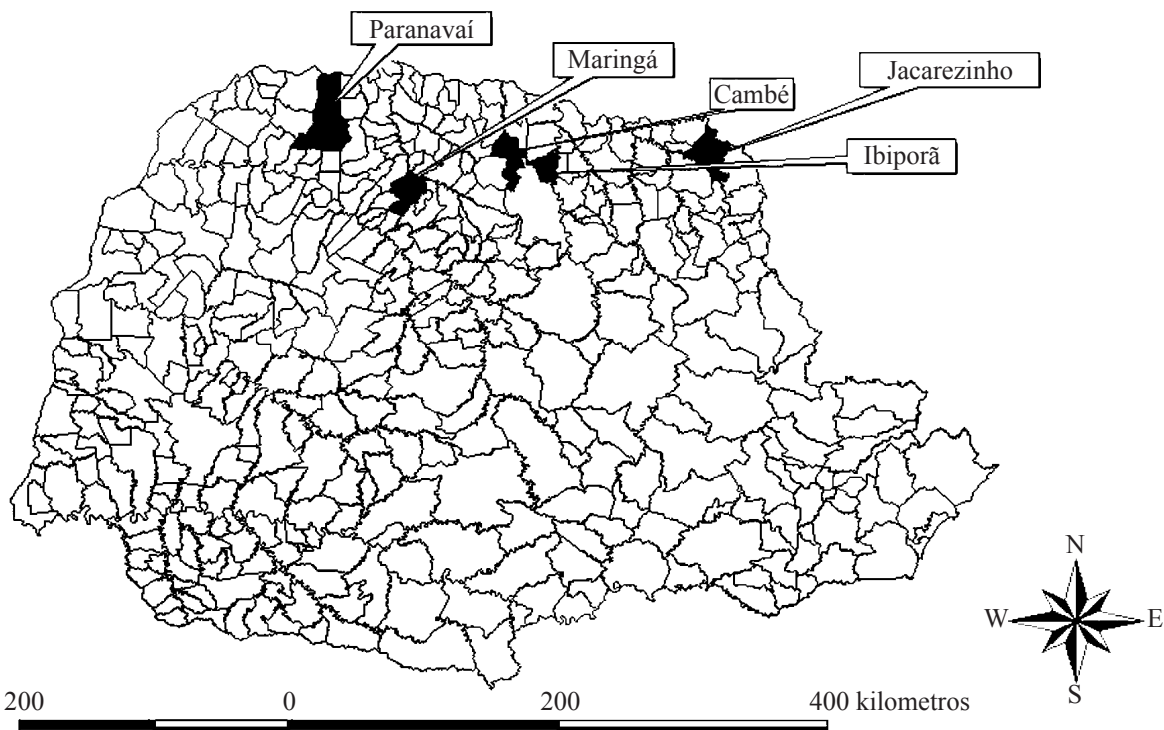 Paranavaí
Maringá
Jacarezinho
Cambé
Ibiporã
N
W
E
S
200 0 200 400 kilometros